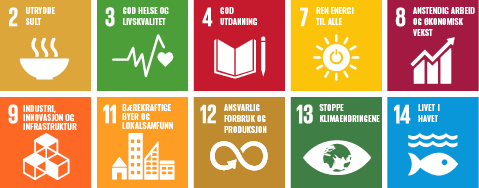 2 UTRYDDE
SULT
3 GOD HELSE OG
LIVSKVALITET
4 GOD
UTDANNING
7 REN ENERGI
TIL ALLE
8 ANSTENDIG ARBEID
OG ØKONOMISK
VEKST
9 INDUSTRI,
INNOVASJON OG
INFRASTRUKTUR
11 BÆREKRAFTIGE
BYER OG
LOKALSAMFUNN
12 ANSVARLIG
FORBRUK OG
PRODUKSJON
13 STOPPE
KLIMAENDRINGENE
14 LIVET I
HAVET